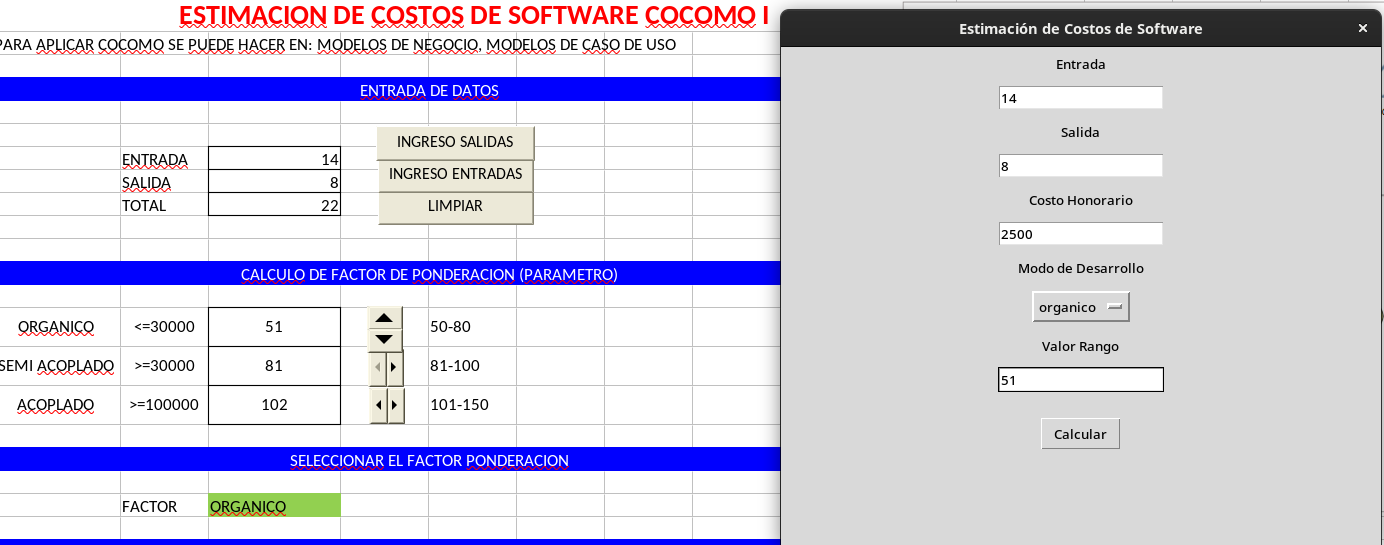 ESTIMACION DE COSTOS DE SOFTWARE COCOMO I
PARA APLICAR COCOMO SE PUEDE HACER EN: MODELOS DE NEGOCIO, MODELOS DE CASO DE USO
ENTRADA DE DATOS
INGRESO SALIDAS
ENTRADA 14
INGRESO ENTRADAS
SALIDA 8
TOTAL 22
LIMPIAR
CALCULO DE FACTOR DE PONDERACION (PARAMETRO)
ORGANICO <=30000 51 50-80
SEMI ACOPLADO >=30000 81 81-100
ACOPLADO >=100000 102 101-150
SELECCIONAR EL FACTOR PONDERACION
FACTOR ORGANICO
Estimación de Costos de Software
Entrada
14
Salida
8
Costo Honorario
2500
Modo de Desarrollo
organico
Valor Rango
51
Calcular